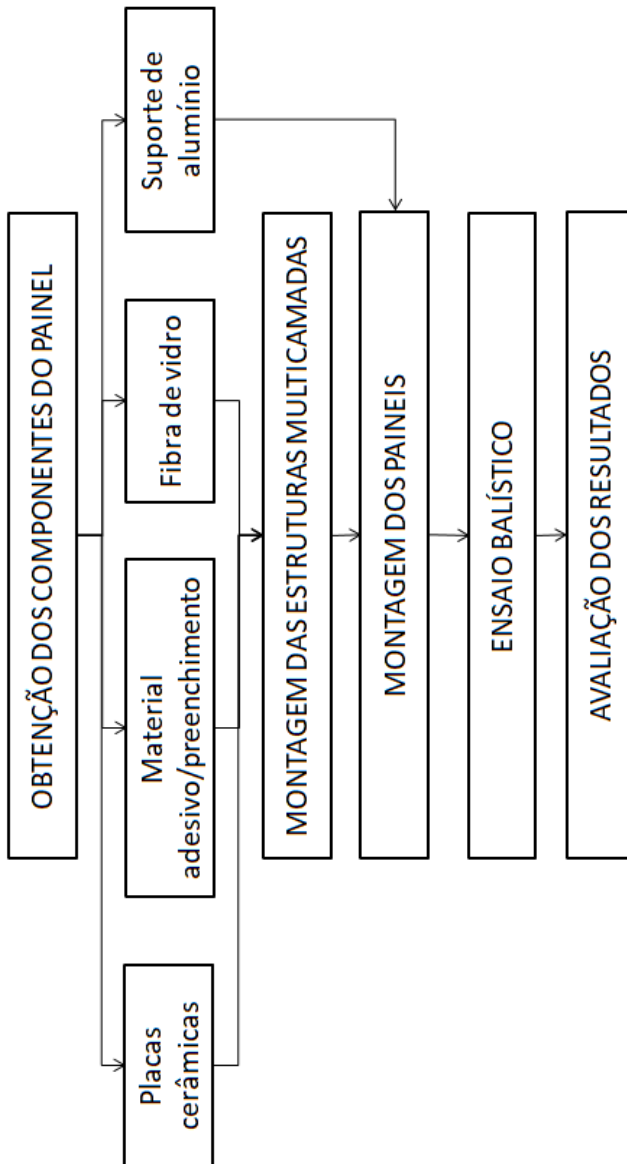 OBTENÇÃO DOS COMPONENTES DO PAINEL
Placas
cerâmicas
Material
adesivo/preenchimento
Fibra de vidro
Suporte de
alumínio
MONTAGEM DAS ESTRUTURAS MULTICAMADAS
MONTAGEM DOS PAINEIS
ENSAIO BALÍSTICO
AVALIAÇÃO DOS RESULTADOS